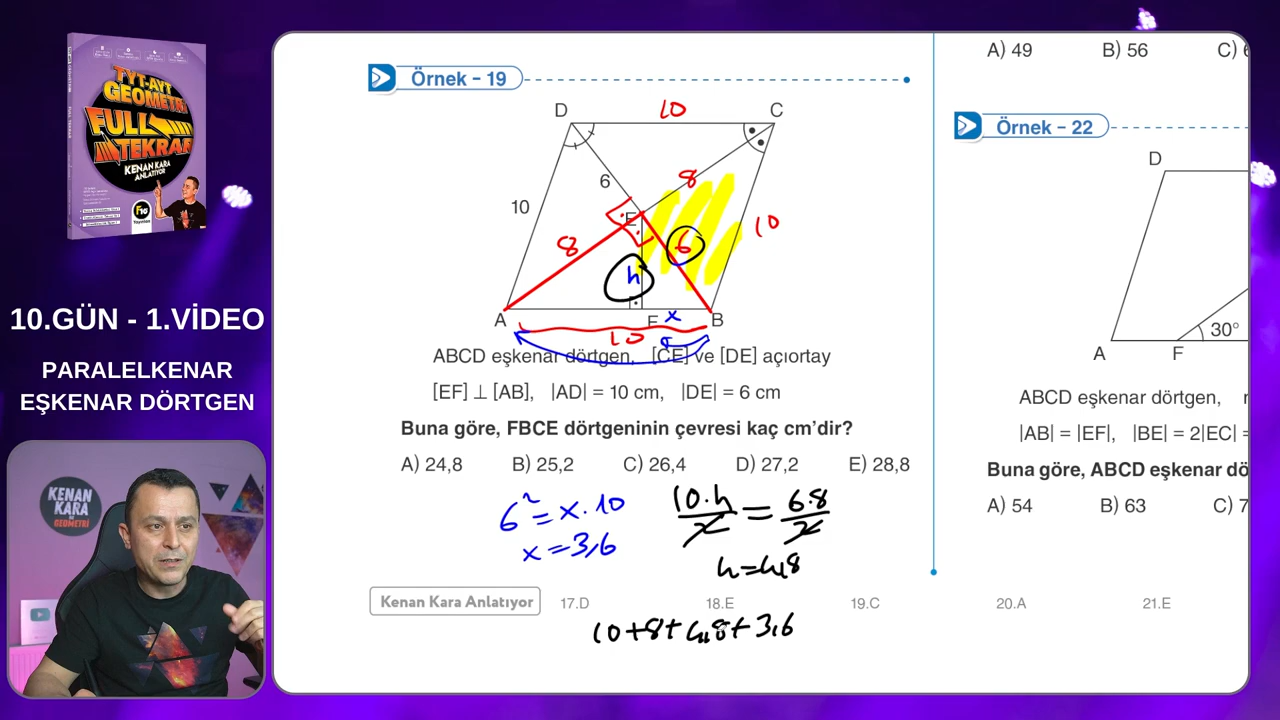 TYT-AYT
GEOMETRİ
FULL
TEKRAR
KENAN KARA
ANLATIYOR
10.GÜN - 1.VİDEO
PARALELKENAR
EŞKENAR DÖRTGEN
KENAN
KARA
ile
GEOMETRİ
Örnek - 19
D
10
C
6
8
10
E
10
8
6
h
A
F
x
B
10
ABCD eşkenar dörtgen, [CE] ve [DE] açıortay
[EF] ⊥ [AB], |AD| = 10 cm, |DE| = 6 cm
Buna göre, FBCE dörtgeninin çevresi kaç cm'dir?
A) 24,8 B) 25,2 C) 26,4 D) 27,2 E) 28,8
6² = x.10
x = 3,6
10.h/2 = 6.8/2
h=4,8
Kenan Kara Anlatıyor 17.D 18.E 19.C 20.A 21.E
10+8+4,8+3,6
A) 49 B) 56 C)
Örnek - 22
D
30°
A F
ABCD eşkenar dörtgen,
|AB| = |EF|, |BE| = 2|EC| =
Buna göre, ABCD eşkenar dö
A) 54 B) 63 C) 7